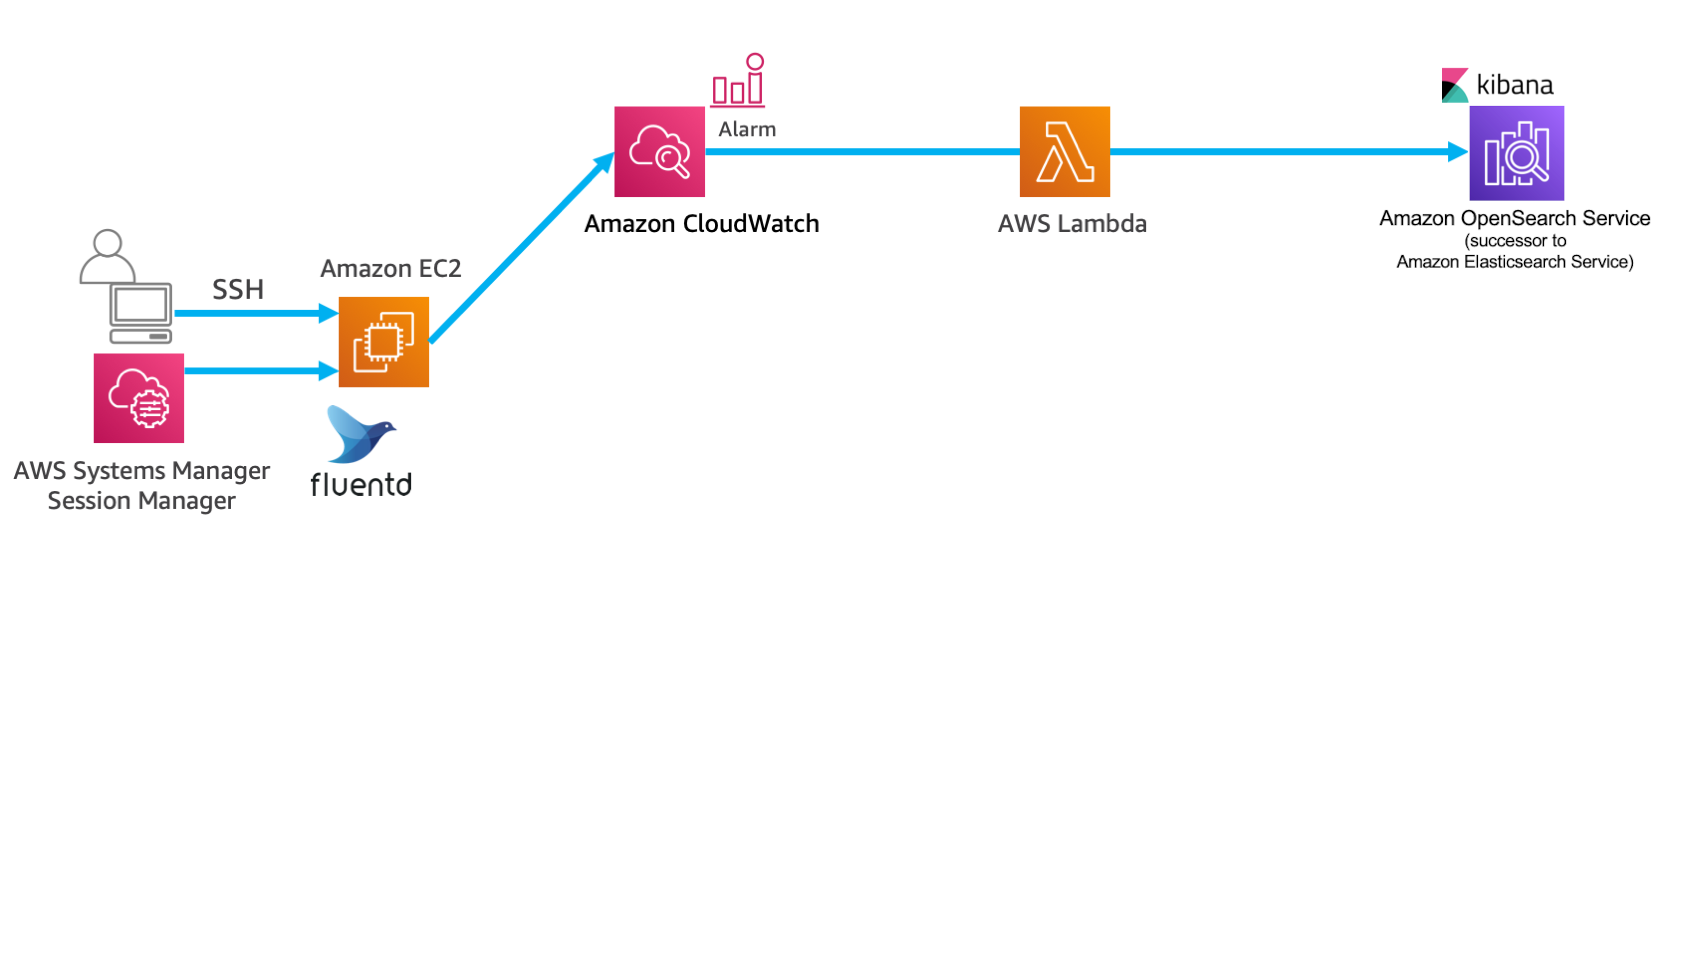 kibana
Alarm
Amazon CloudWatch
AWS Lambda
Amazon OpenSearch Service
(successor to
Amazon Elasticsearch Service)
SSH
Amazon EC2
AWS Systems Manager
Session Manager
fluentd